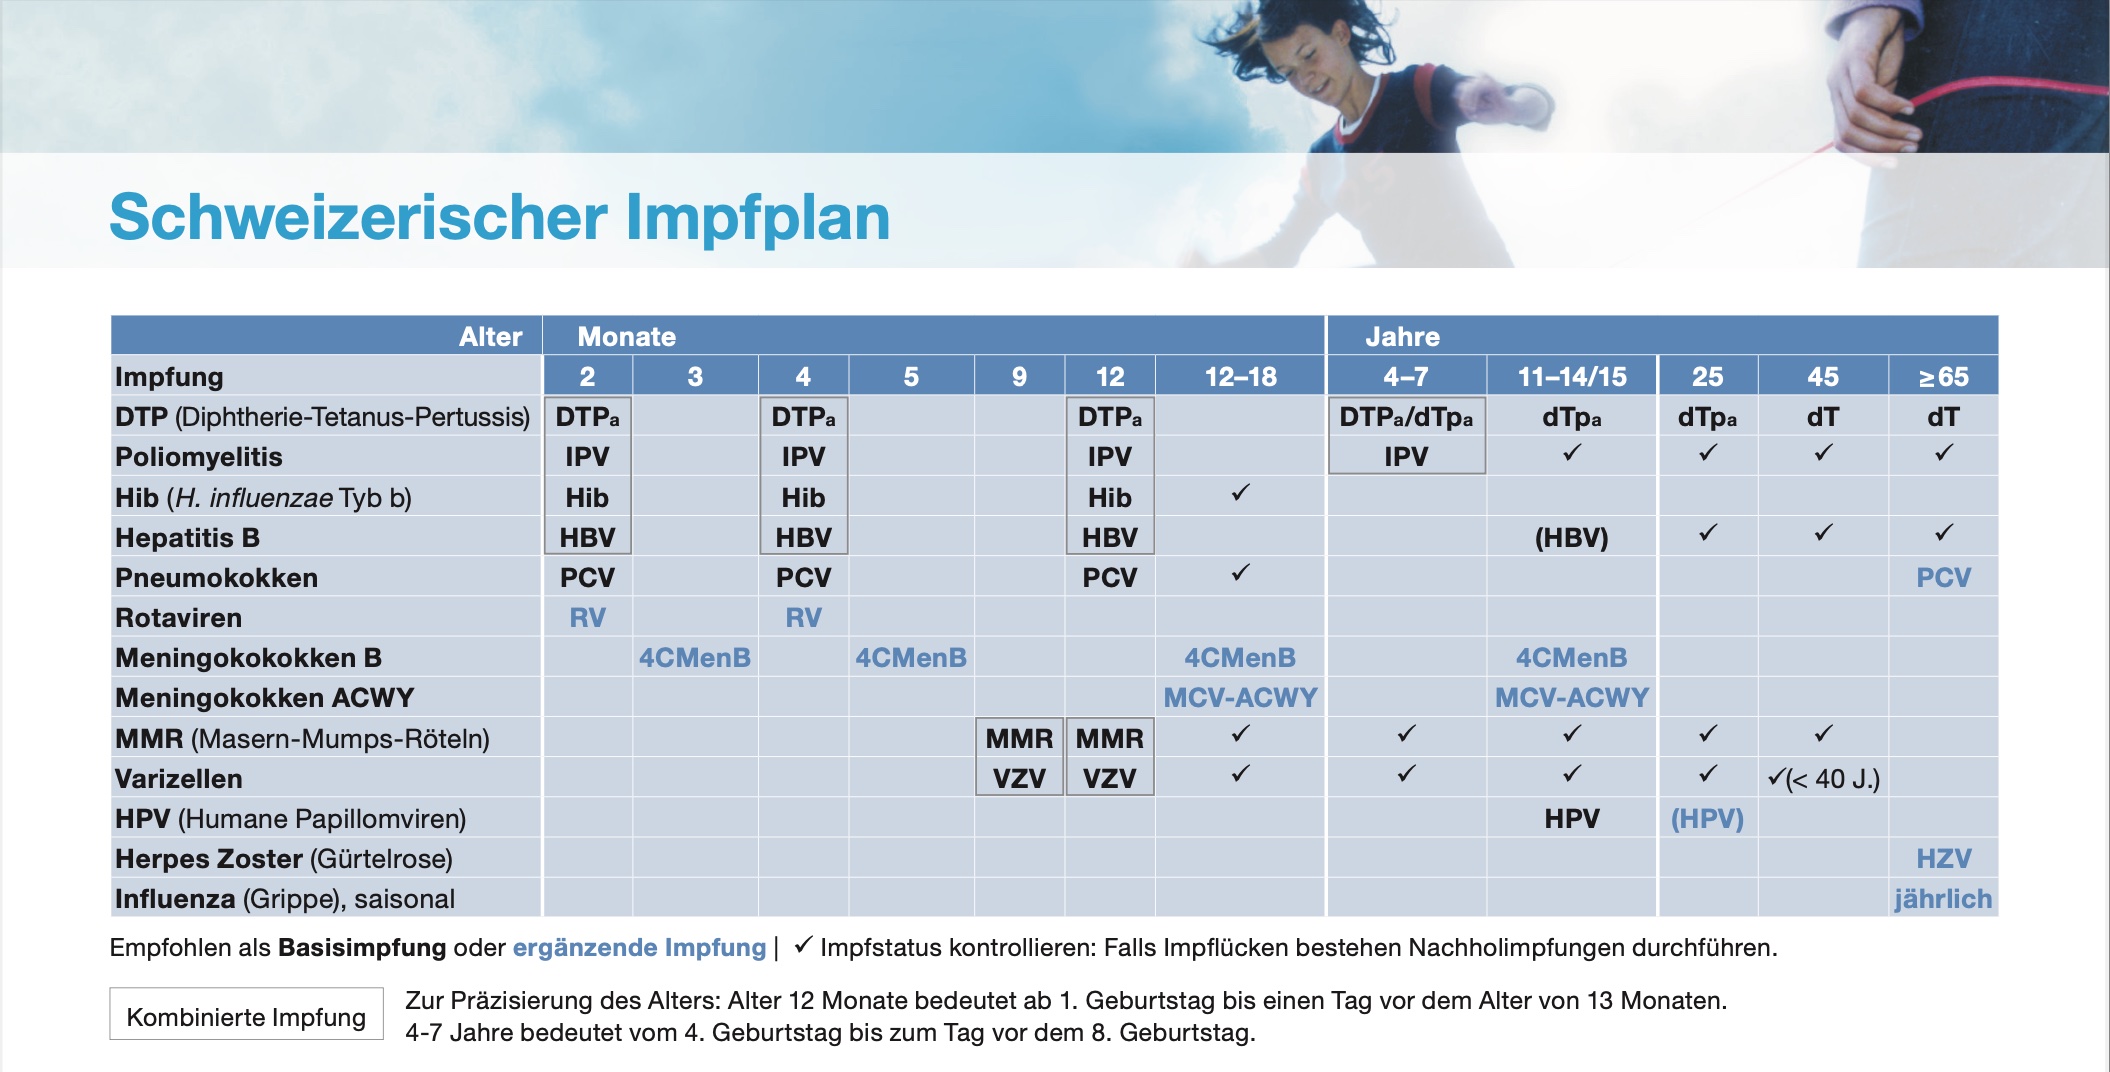 Schweizerischer Impfplan
Alter Monate Jahre
Impfung 2 3 4 5 9 12 12–18 4–7 11–14/15 25 45 ≥65
DTP (Diphtherie-Tetanus-Pertussis) DTPa DTPa DTPa DTPa/dTpa dTpa dTpa dT dT
Poliomyelitis IPV IPV IPV IPV ✓ ✓ ✓ ✓
Hib (H. influenzae Tyb b) Hib Hib Hib ✓
Hepatitis B HBV HBV HBV (HBV) ✓ ✓ ✓
Pneumokokken PCV PCV PCV ✓ PCV
Rotaviren RV RV
Meningokokokken B 4CMenB 4CMenB 4CMenB 4CMenB
Meningokokken ACWY MCV-ACWY MCV-ACWY
MMR (Masern-Mumps-Röteln) MMR MMR ✓ ✓ ✓ ✓ ✓
Varizellen VZV VZV ✓ ✓ ✓ ✓ ✓(< 40 J.)
HPV (Humane Papillomviren) HPV (HPV)
Herpes Zoster (Gürtelrose) HZV
Influenza (Grippe), saisonal jährlich
Empfohlen als Basisimpfung oder ergänzende Impfung | ✓ Impfstatus kontrollieren: Falls Impflücken bestehen Nachholimpfungen durchführen.
Kombinierte Impfung
Zur Präzisierung des Alters: Alter 12 Monate bedeutet ab 1. Geburtstag bis einen Tag vor dem Alter von 13 Monaten.
4-7 Jahre bedeutet vom 4. Geburtstag bis zum Tag vor dem 8. Geburtstag.